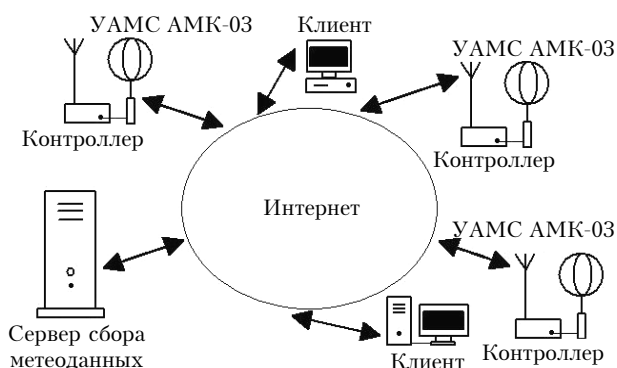 УАМС АМК-03
Клиент
УАМС АМК-03
Контроллер
Контроллер
Интернет
УАМС АМК-03
Сервер сбора
метеоданных
Клиент
Контроллер